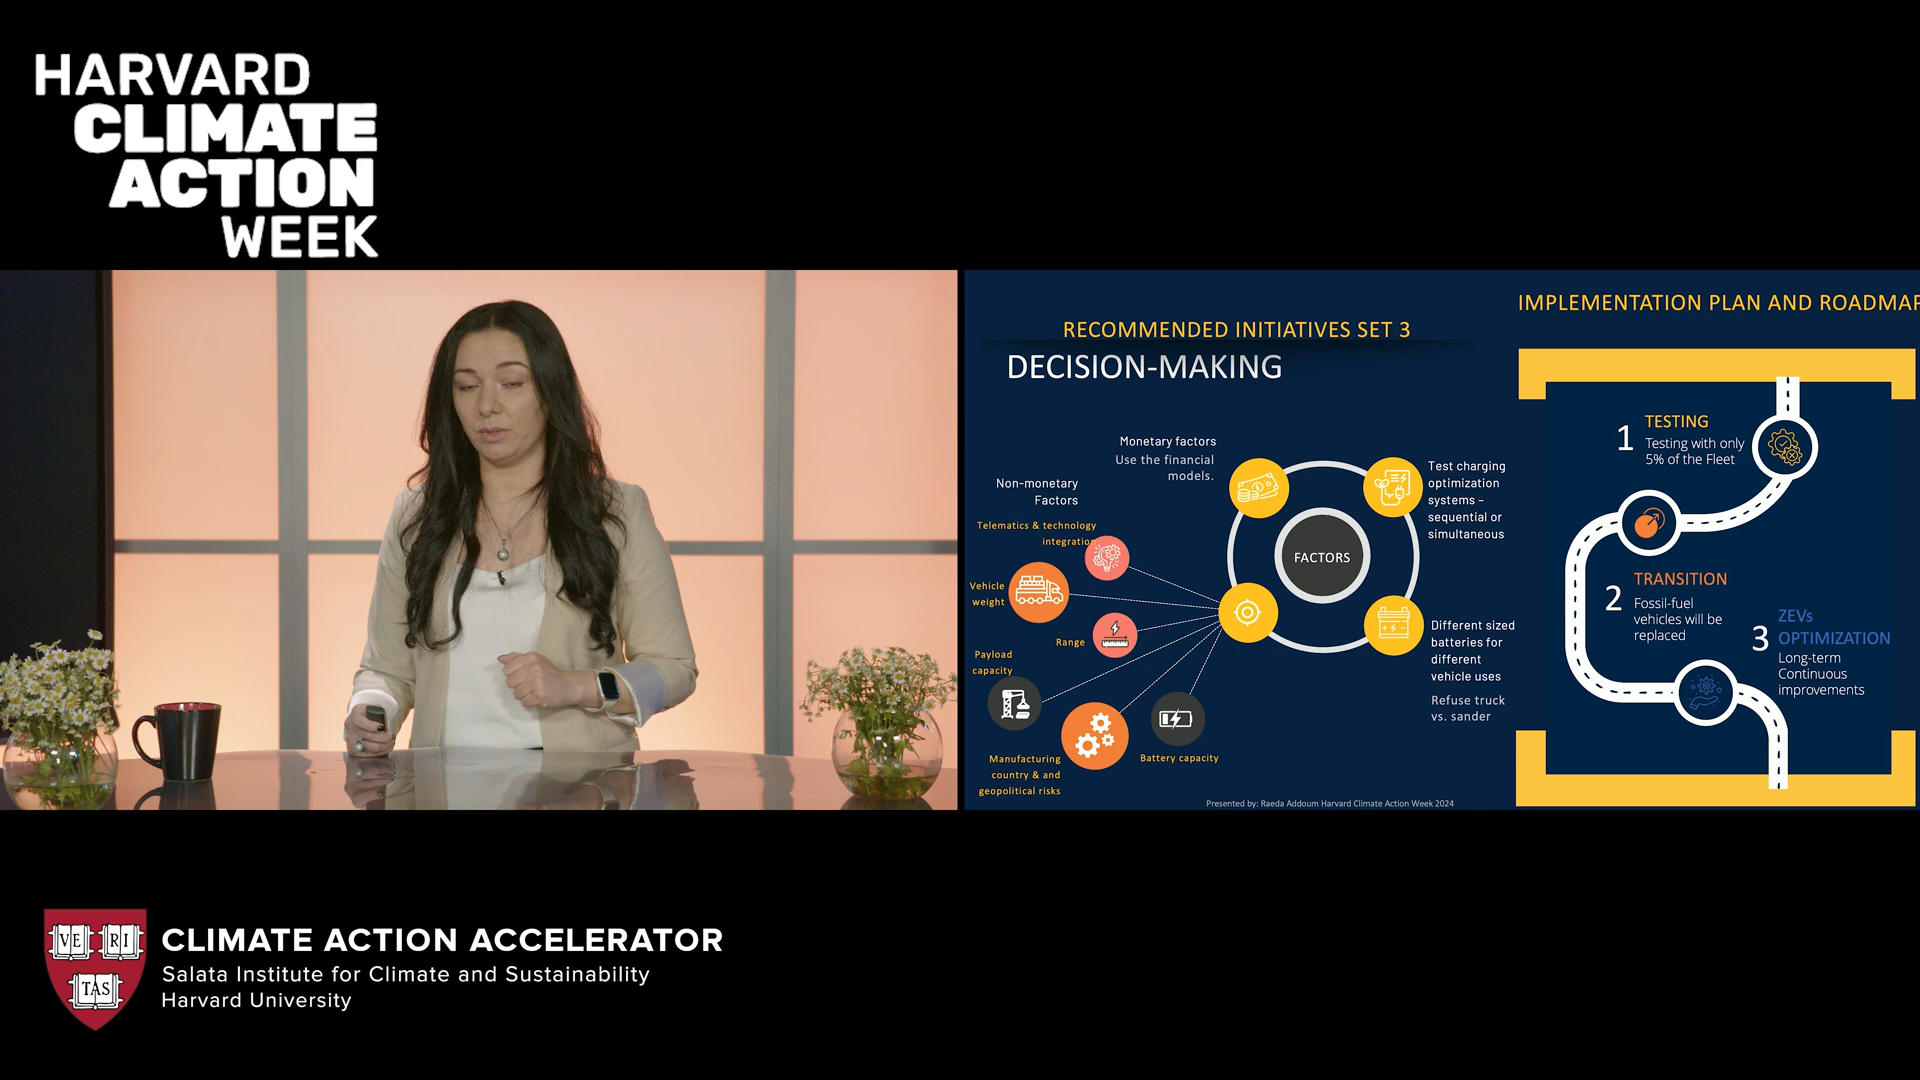 HARVARD
CLIMATE
ACTION
WEEK
RECOMMENDED INITIATIVES SET 3
DECISION-MAKING
Monetary factors
Use the financial
models.
Non-monetary
Factors
Telematics & technology
integration
Vehicle
weight
Range
Payload
capacity
Manufacturing
country & and
geopolitical risks
Battery capacity
FACTORS
Test charging
optimization
systems –
sequential or
simultaneous
Different sized
batteries for
different
vehicle uses
Refuse truck
vs. sander
Presented by: Raeda Addoum Harvard Climate Action Week 2024
IMPLEMENTATION PLAN AND ROADMAP
1
TESTING
Testing with only
5% of the Fleet
2
TRANSITION
Fossil-fuel
vehicles will be
replaced
3
ZEVs
OPTIMIZATION
Long-term
Continuous
improvements
VE RI
TAS
CLIMATE ACTION ACCELERATOR
Salata Institute for Climate and Sustainability
Harvard University